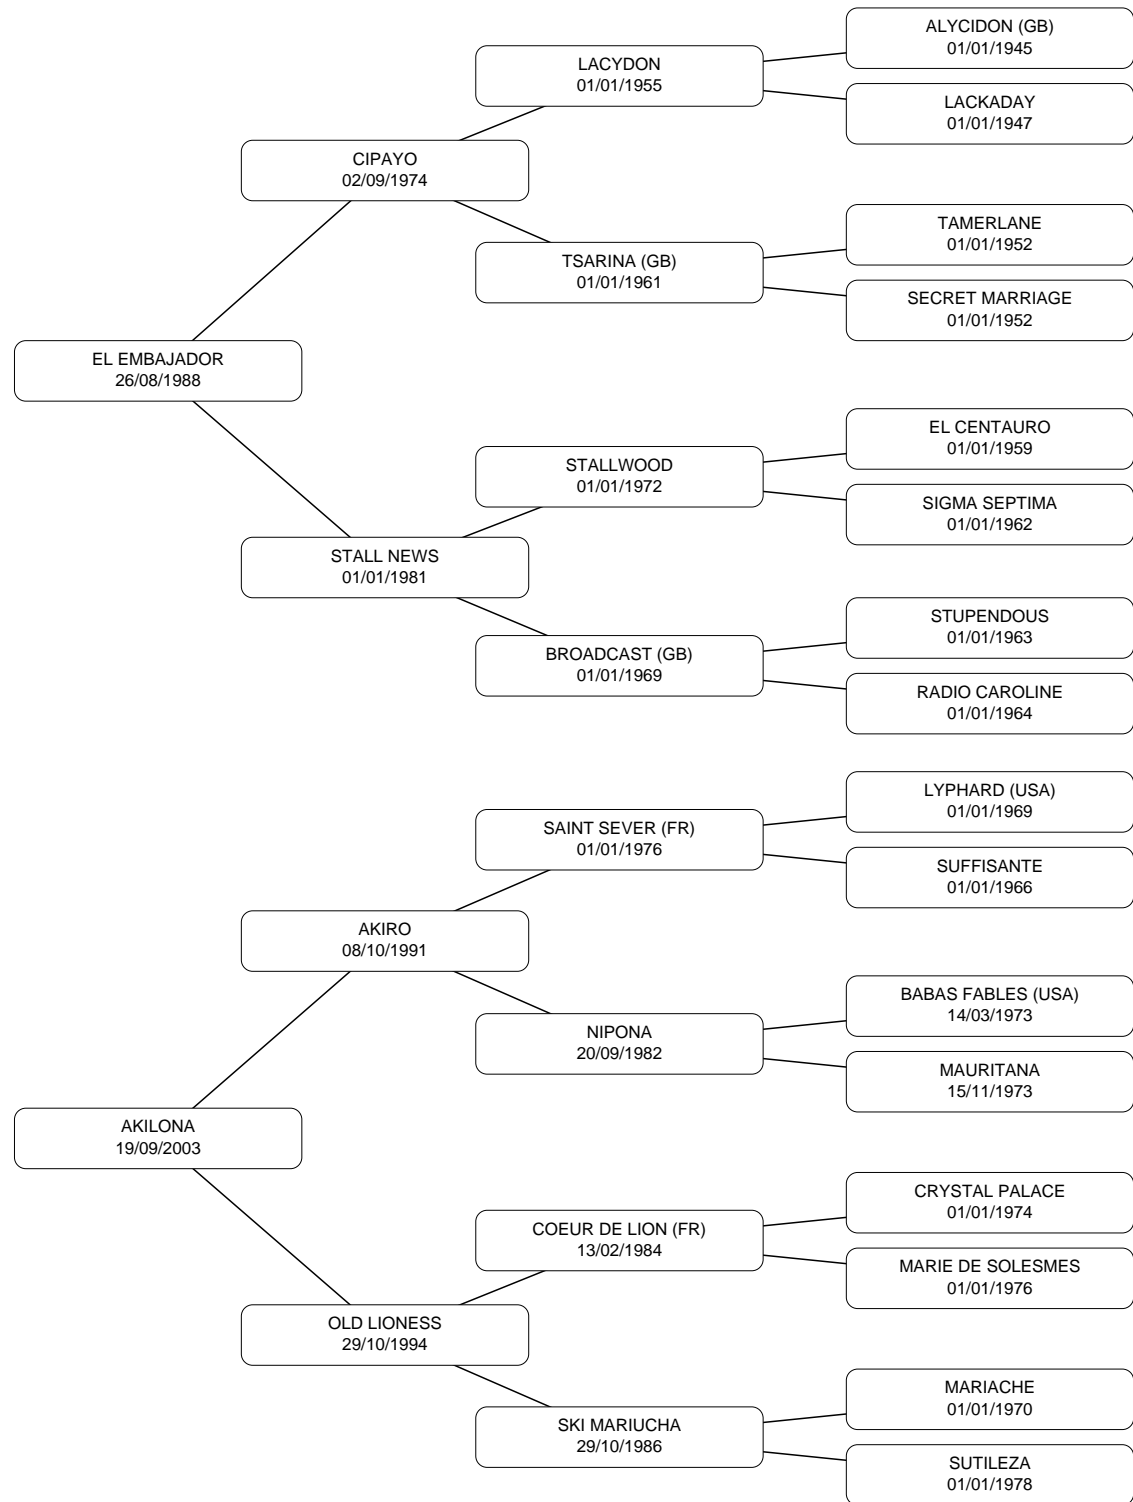 ALYCIDON (GB)
01/01/1945
LACYDON
01/01/1955
LACKADAY
01/01/1947
CIPAYO
02/09/1974
TAMERLANE
01/01/1952
TSARINA (GB)
01/01/1961
SECRET MARRIAGE
01/01/1952
EL EMBAJADOR
26/08/1988
EL CENTAURO
01/01/1959
STALLWOOD
01/01/1972
SIGMA SEPTIMA
01/01/1962
STALL NEWS
01/01/1981
STUPENDOUS
01/01/1963
BROADCAST (GB)
01/01/1969
RADIO CAROLINE
01/01/1964
LYPHARD (USA)
01/01/1969
SAINT SEVER (FR)
01/01/1976
SUFFISANTE
01/01/1966
AKIRO
08/10/1991
BABAS FABLES (USA)
14/03/1973
NIPONA
20/09/1982
MAURITANA
15/11/1973
AKILONA
19/09/2003
CRYSTAL PALACE
01/01/1974
COEUR DE LION (FR)
13/02/1984
MARIE DE SOLESMES
01/01/1976
OLD LIONESS
29/10/1994
MARIACHE
01/01/1970
SKI MARIUCHA
29/10/1986
SUTILEZA
01/01/1978